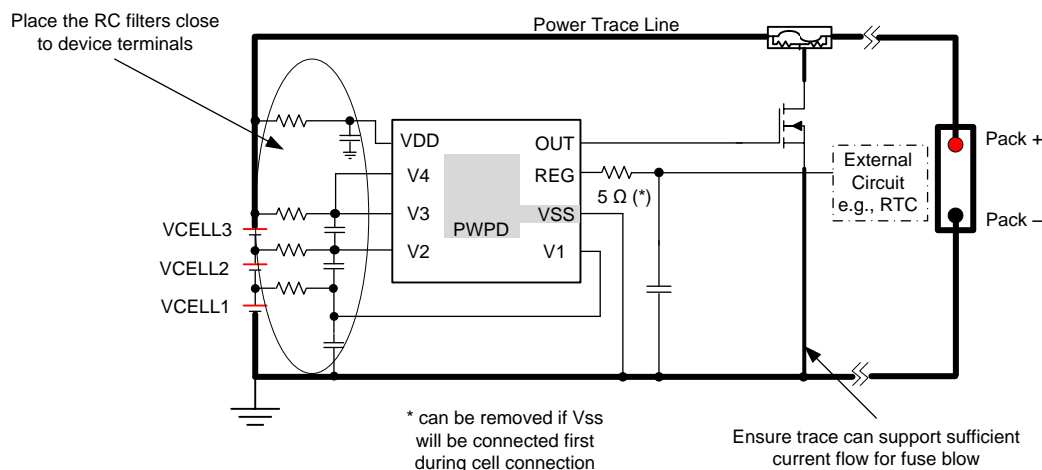 Place the RC filters close
to device terminals
Power Trace Line
VDD
OUT
Pack +
V4
REG
External
Circuit
e.g., RTC
5 Ω (*)
V3
VSS
VCELL3
PWPD
Pack –
V2
V1
VCELL2
VCELL1
* can be removed if Vss
will be connected first
during cell connection
Ensure trace can support sufficient
current flow for fuse blow